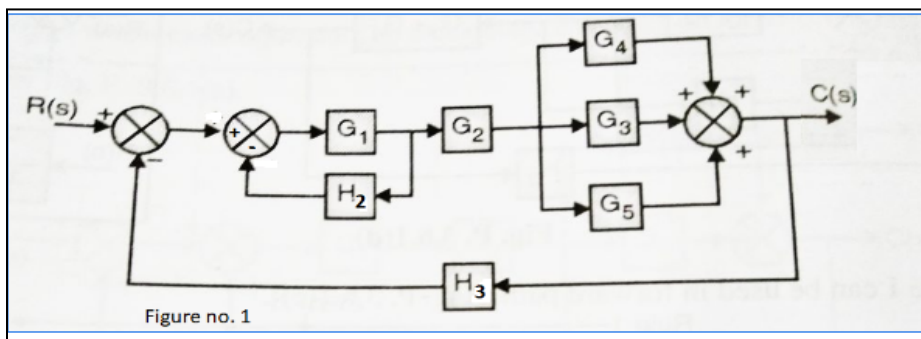 G4
R(s) + + + C(s)
+ G1 G2 G3
- - +
H2 G5
H3
Figure no. 1